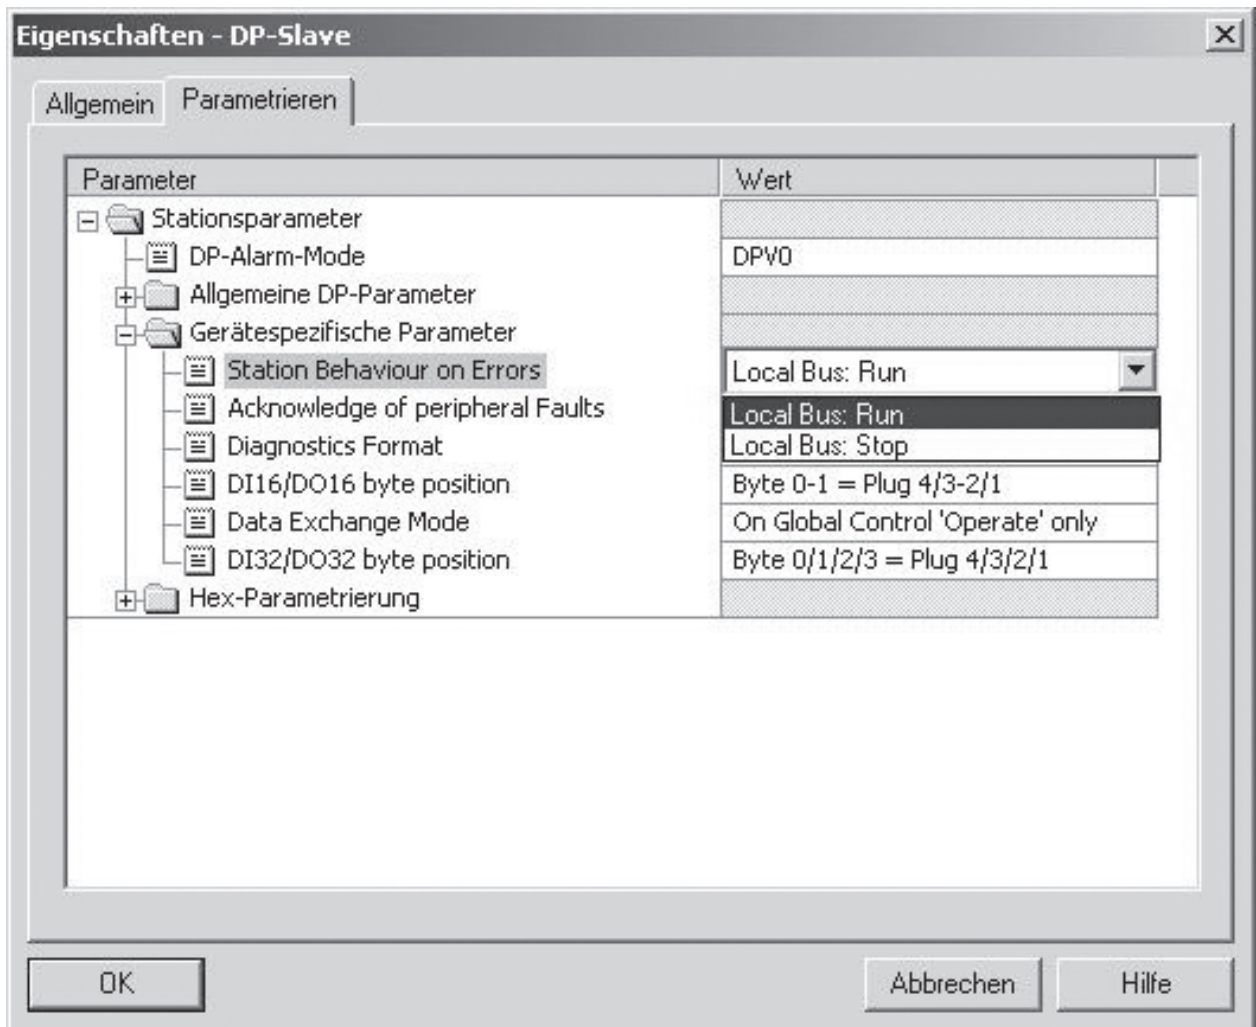 Eigenschaften - DP-Slave
Allgemein Parametrieren
Parameter Wert
Stationsparameter
DP-Alarm-Mode DPV0
Allgemeine DP-Parameter
Gerätespezifische Parameter
Station Behaviour on Errors Local Bus: Run
Acknowledge of peripheral Faults Local Bus: Run
Diagnostics Format Local Bus: Stop
DI16/DO16 byte position Byte 0-1 = Plug 4/3-2/1
Data Exchange Mode On Global Control 'Operate' only
DI32/DO32 byte position Byte 0/1/2/3 = Plug 4/3/2/1
Hex-Parametrierung
OK Abbrechen Hilfe